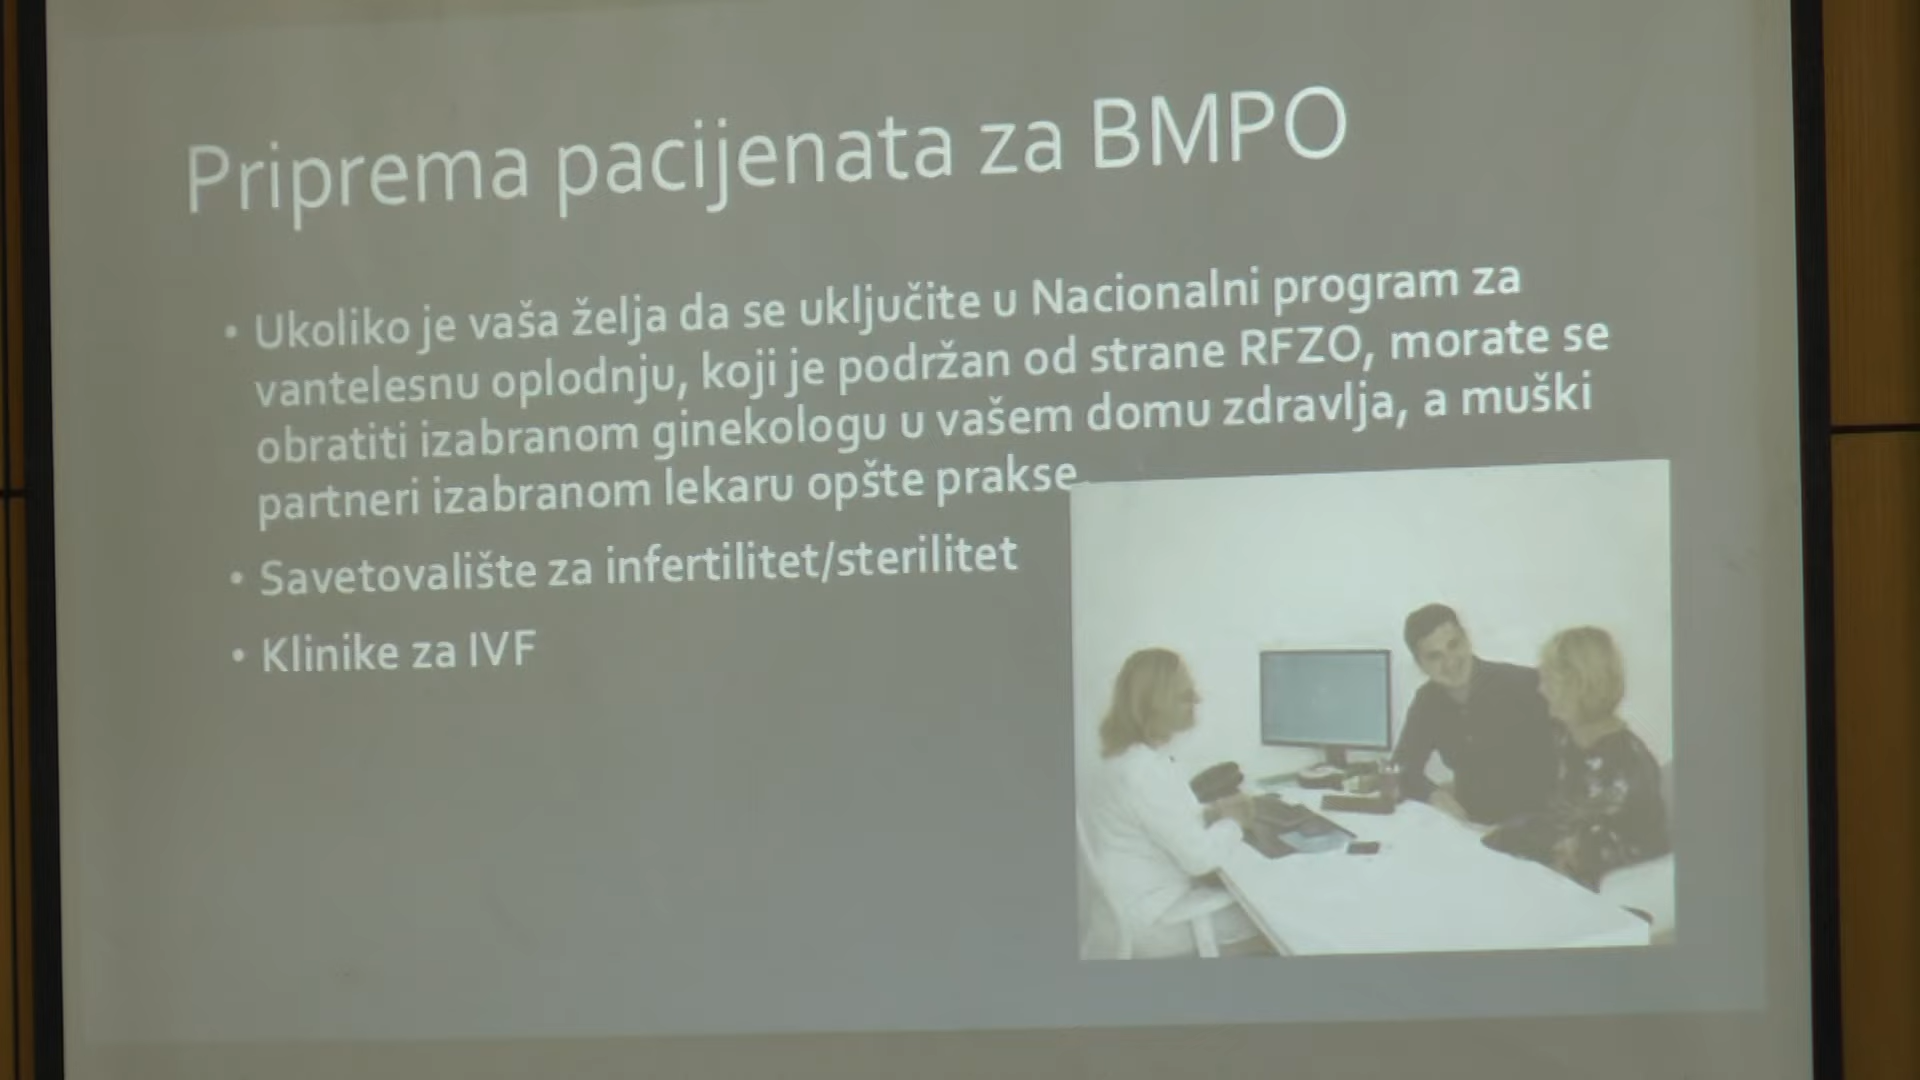 Priprema pacijenata za BMPO
• Ukoliko je vaša želja da se uključite u Nacionalni program za
vantelesnu oplodnju, koji je podržan od strane RFZO, morate se
obratiti izabranom ginekologu u vašem domu zdravlja, a muški
partneri izabranom lekaru opšte prakse.
• Savetovalište za infertilitet/sterilitet
• Klinike za IVF